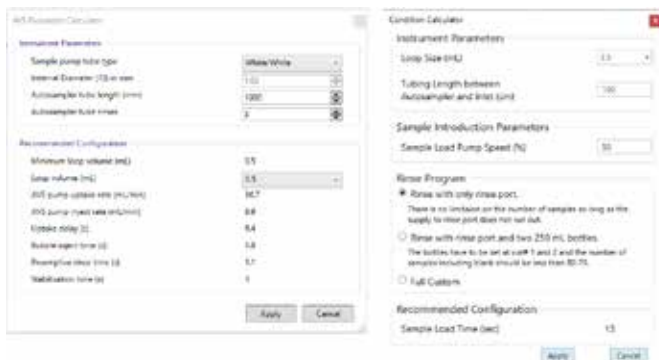 AVS Parameter Calculator
Instrument Parameters
Sample pump tube type White/White
Internal Diameter (ID) in mm
Autosampler tube length (mm) 1000
Autosampler tube rinses
Recommended Configuration
Minimum loop volume (mL) 0.5
Loop volume (mL) 0.5
AVS pump uptake rate (mL/min)
AVS pump inject rate (mL/min)
Uptake delay (s)
Bubble inject time (s)
Preemptive rinse time (s)
Stabilization time (s)
Apply Cancel
Condition Calculator
Instrument Parameters
Loop Size (mL)
Tubing Length between
Autosampler and Inlet (cm)
Sample Introduction Parameters
Sample Load Pump Speed (%) 50
Rinse Program
Rinse with only rinse port.
There is no limitation on the number of samples as long as the
supply to rinse port does not run out.
Rinse with rinse port and two 250 mL bottles.
The bottles have to be set at cut# 1 and 2 and the number of
samples including blank should be less than
Full Custom
Recommended Configuration
Sample Load Time (sec)
Apply Cancel